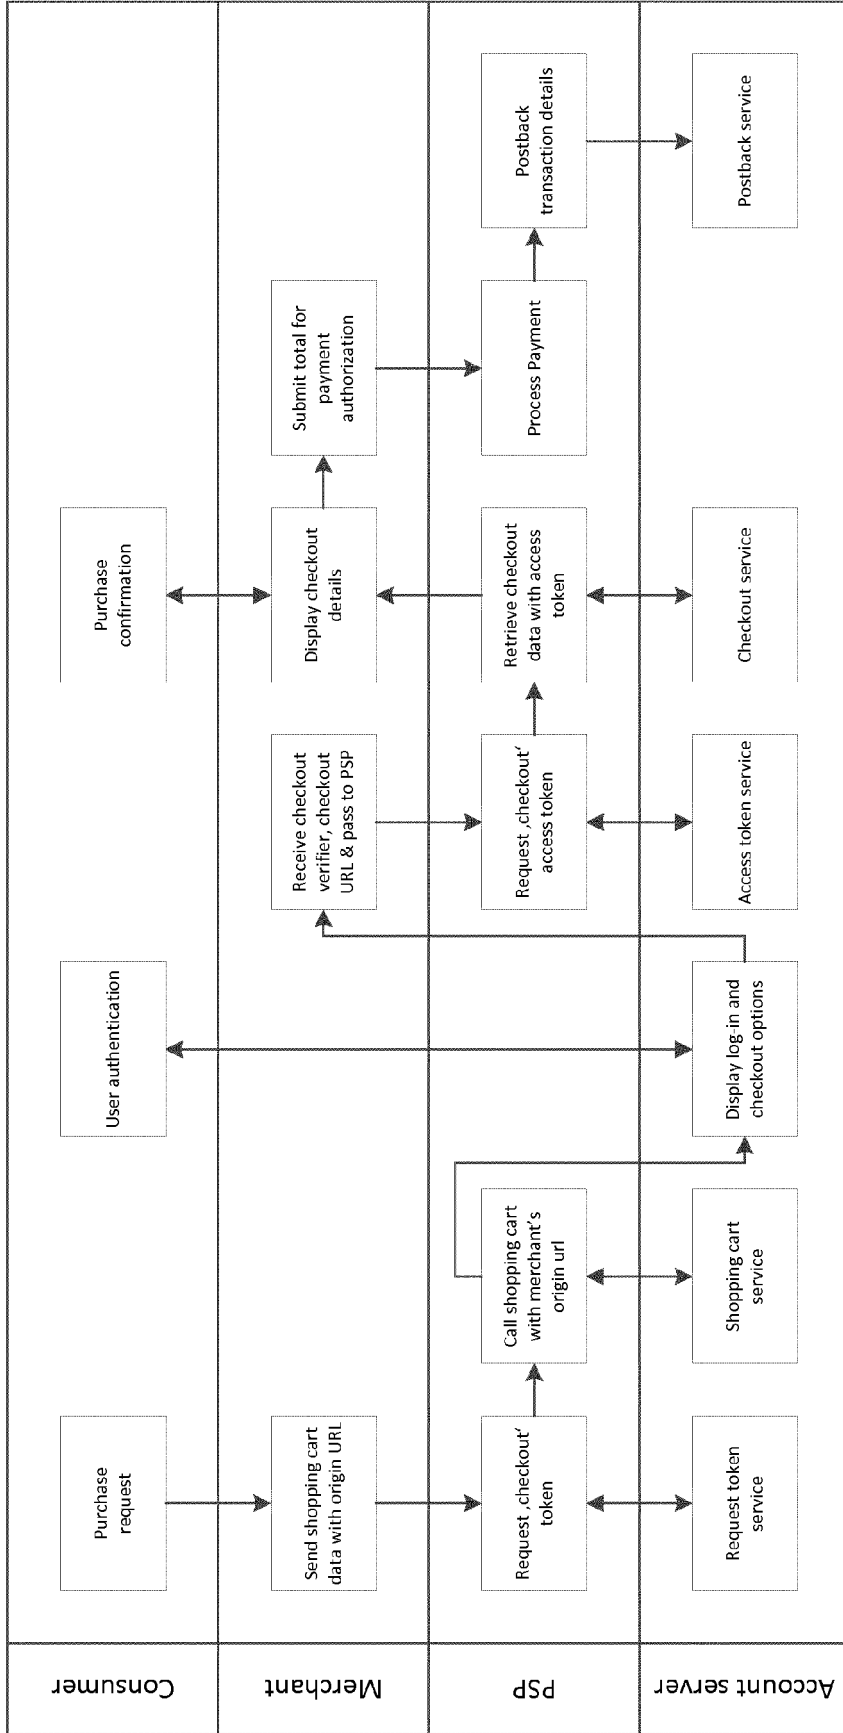 Consumer
Purchase
request
User authentication
Purchase
confirmation
Merchant
Send shopping cart
data with origin URL
Receive checkout
verifier, checkout
URL & pass to PSP
Display checkout
details
Submit total for
payment
authorization
PSP
Request ‚checkout‘
token
Call shopping cart
with merchant's
origin url
Request ‚checkout‘
access token
Retrieve checkout
data with access
token
Process Payment
Postback
transaction details
Account server
Request token
service
Shopping cart
service
Display log-in and
checkout options
Access token service
Checkout service
Postback service